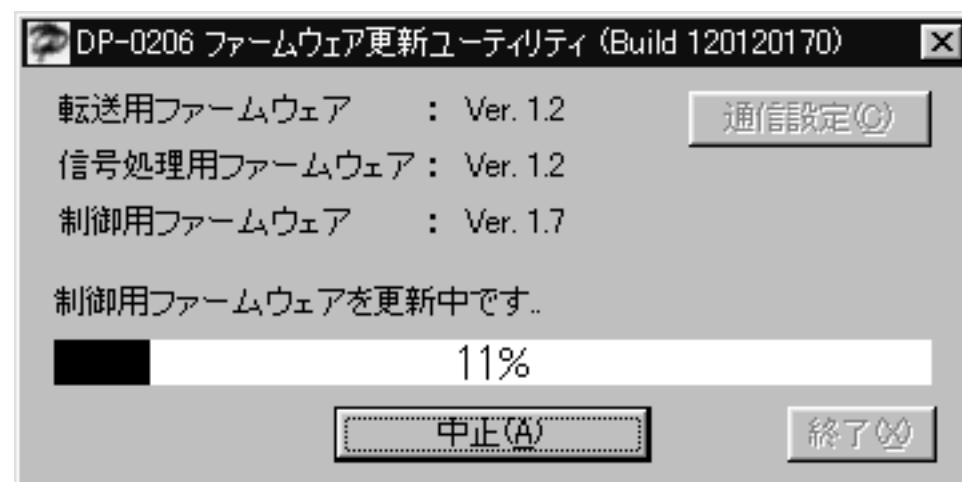 DP-0206 ファームウェア更新ユーティリティ (Build 120120170)
転送用ファームウェア : Ver. 1.2
通信設定(C)
信号処理用ファームウェア : Ver. 1.2
制御用ファームウェア : Ver. 1.7
制御用ファームウェアを更新中です..
11%
中止(A)
終了(X)